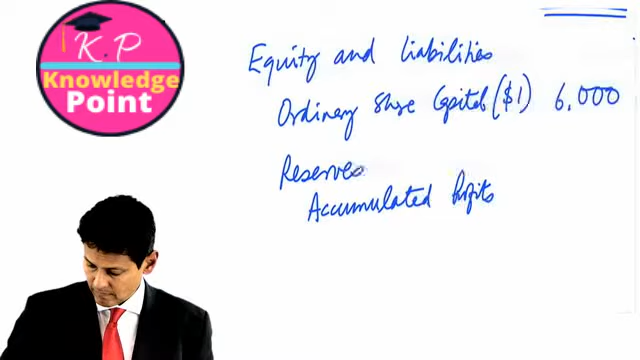 K.P
Knowledge
Point
Equity and Liabilities
Ordinary Share Capital ($1) 6,000
Reserves
Accumulated Profits